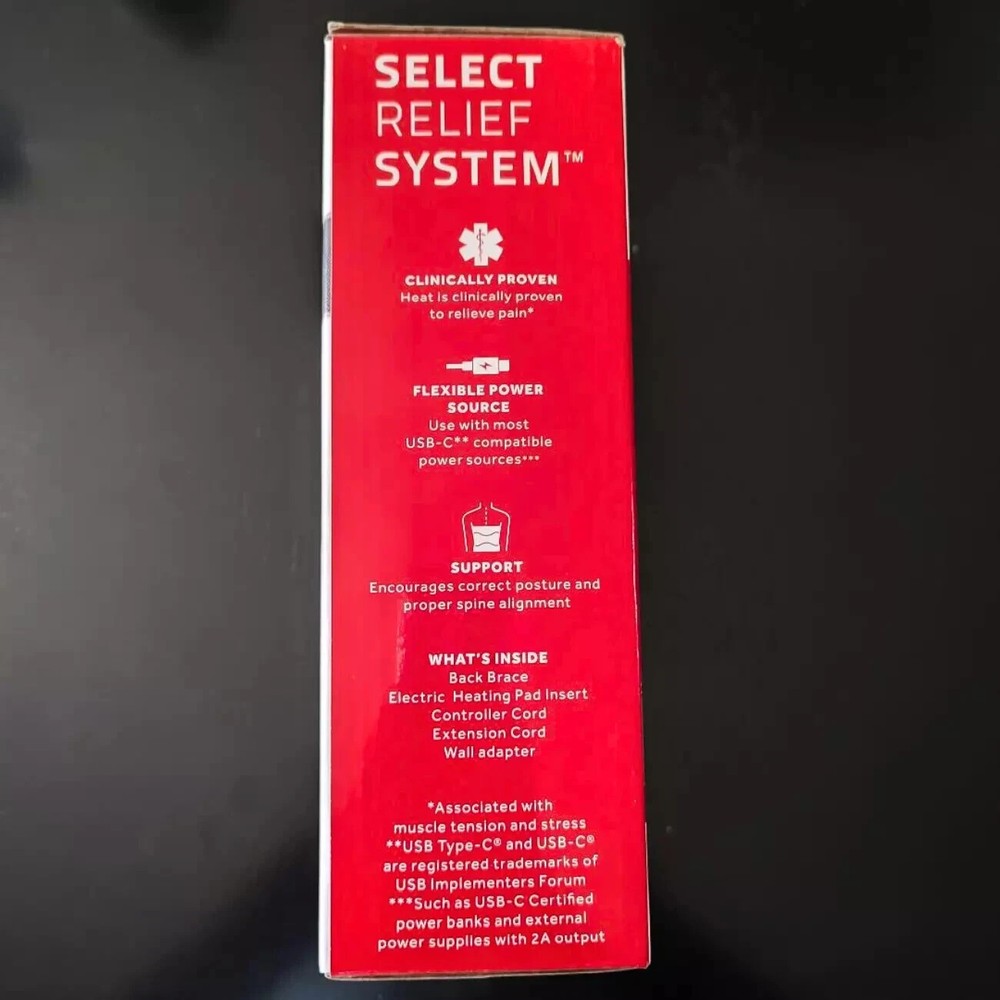 SELECT
RELIEF
SYSTEM™
CLINICALLY PROVEN
Heat is clinically proven
to relieve pain*
FLEXIBLE POWER
SOURCE
Use with most
USB-C** compatible
power sources***
SUPPORT
Encourages correct posture and
proper spine alignment
WHAT'S INSIDE
Back Brace
Electric Heating Pad Insert
Controller Cord
Extension Cord
Wall adapter
*Associated with
muscle tension and stress
**USB Type-C® and USB-C®
are registered trademarks of
USB Implementers Forum
***Such as USB-C Certified
power banks and external
power supplies with 2A output